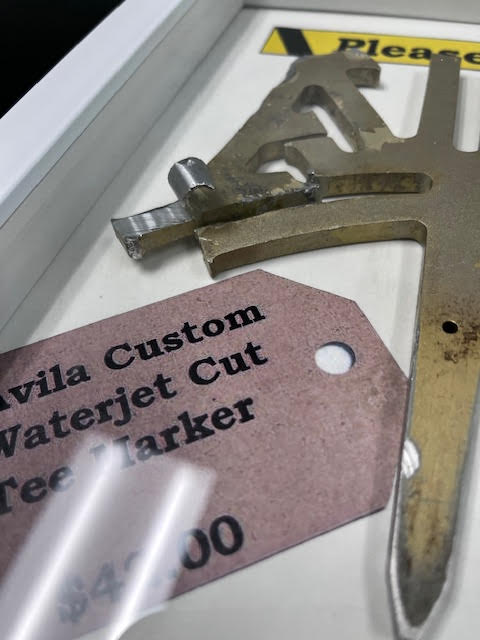 Please
Avila Custom
Waterjet Cut
Tee Marker